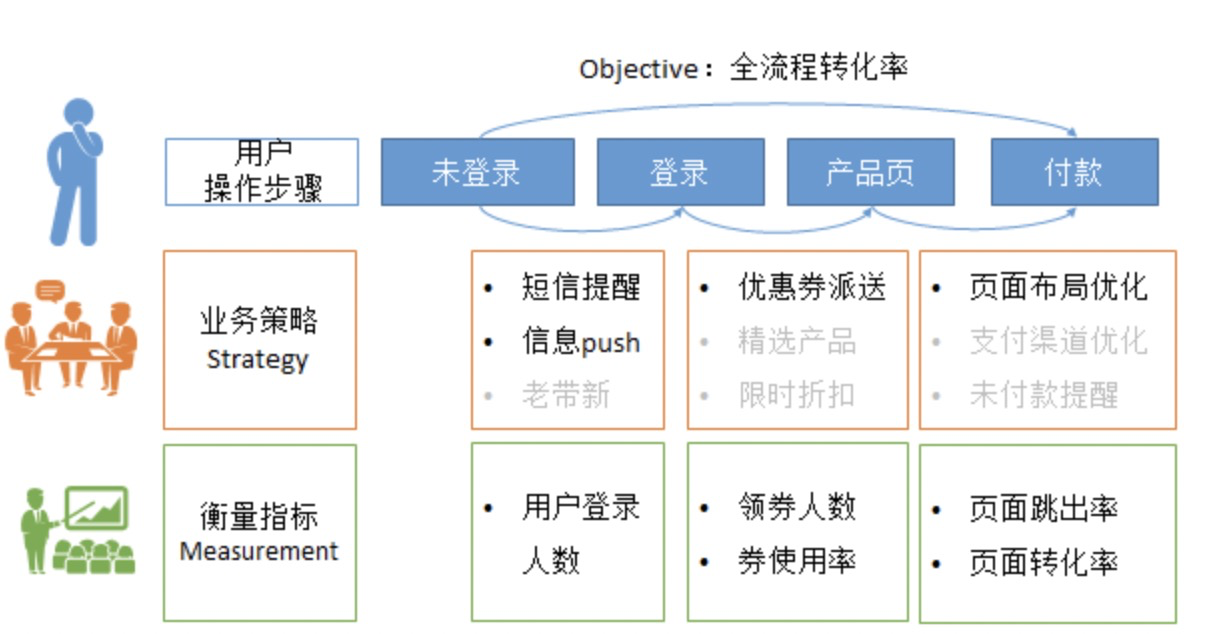 Objective：全流程转化率
用户
操作步骤
未登录
登录
产品页
付款
业务策略
Strategy
• 短信提醒
• 信息push
• 老带新
• 优惠券派送
• 精选产品
• 限时折扣
• 页面布局优化
• 支付渠道优化
• 未付款提醒
衡量指标
Measurement
• 用户登录
人数
• 领券人数
• 券使用率
• 页面跳出率
• 页面转化率